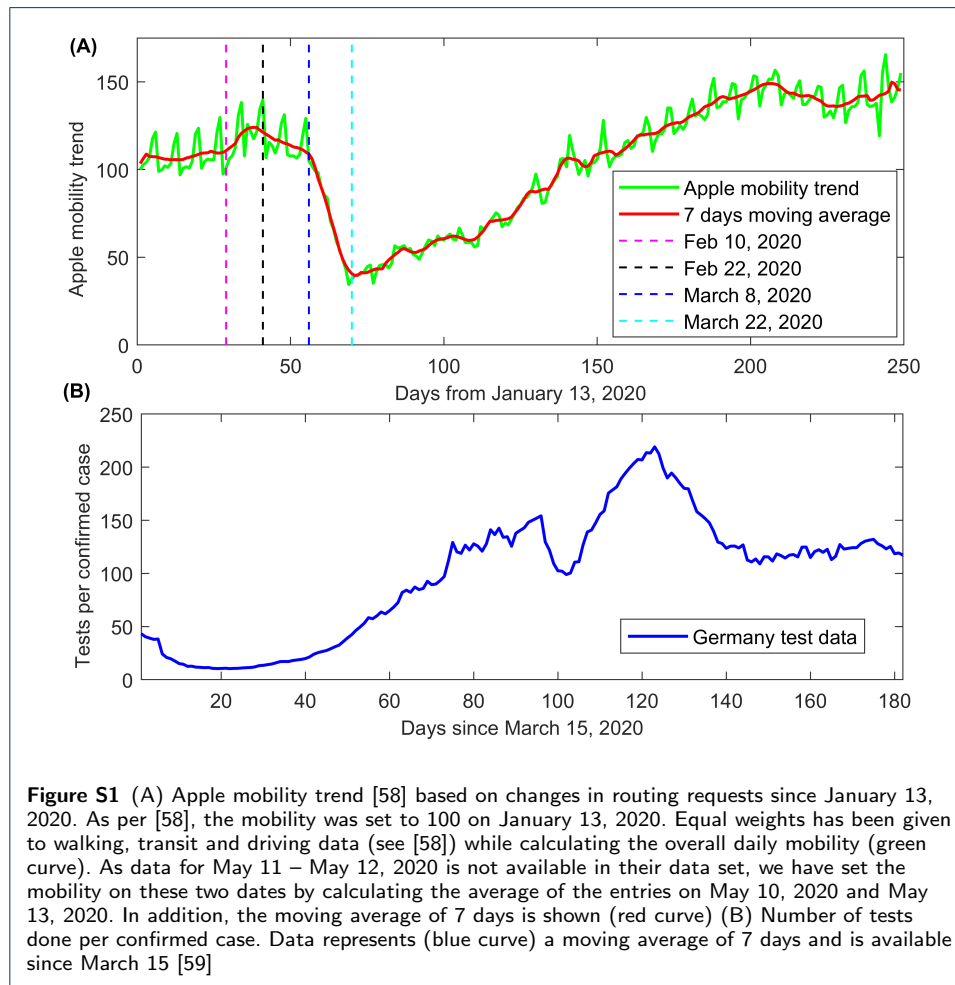 (A)
150
100
50
0
Apple mobility trend
Apple mobility trend
7 days moving average
Feb 10, 2020
Feb 22, 2020
March 8, 2020
March 22, 2020
0 50 100 150 200 250
Days from January 13, 2020
(B)
250
200
150
100
50
0
Tests per confirmed case
Germany test data
20 40 60 80 100 120 140 160 180
Days since March 15, 2020
Figure S1 (A) Apple mobility trend [58] based on changes in routing requests since January 13,
2020. As per [58], the mobility was set to 100 on January 13, 2020. Equal weights has been given
to walking, transit and driving data (see [58]) while calculating the overall daily mobility (green
curve). As data for May 11 – May 12, 2020 is not available in their data set, we have set the
mobility on these two dates by calculating the average of the entries on May 10, 2020 and May
13, 2020. In addition, the moving average of 7 days is shown (red curve) (B) Number of tests
done per confirmed case. Data represents (blue curve) a moving average of 7 days and is available
since March 15 [59]